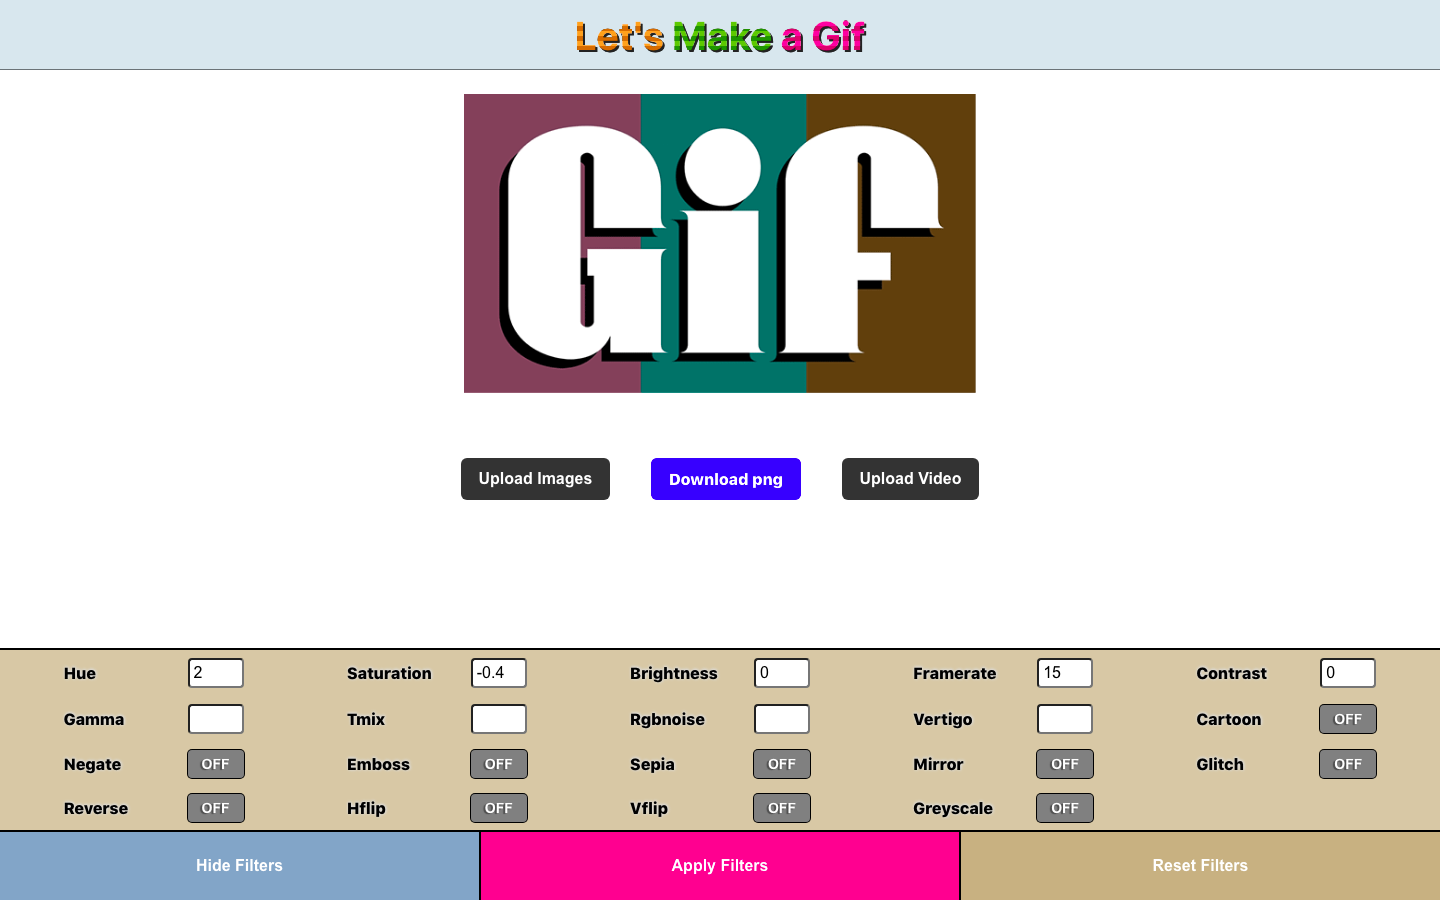 Let's Make a Gif
Gif
Upload Images Download png Upload Video
Hue 2 Saturation -0.4 Brightness 0 Framerate 15 Contrast 0
Gamma Tmix Rgbnoise Vertigo Cartoon OFF
Negate OFF Emboss OFF Sepia OFF Mirror OFF Glitch OFF
Reverse OFF Hflip OFF Vflip OFF Greyscale OFF
Hide Filters Apply Filters Reset Filters